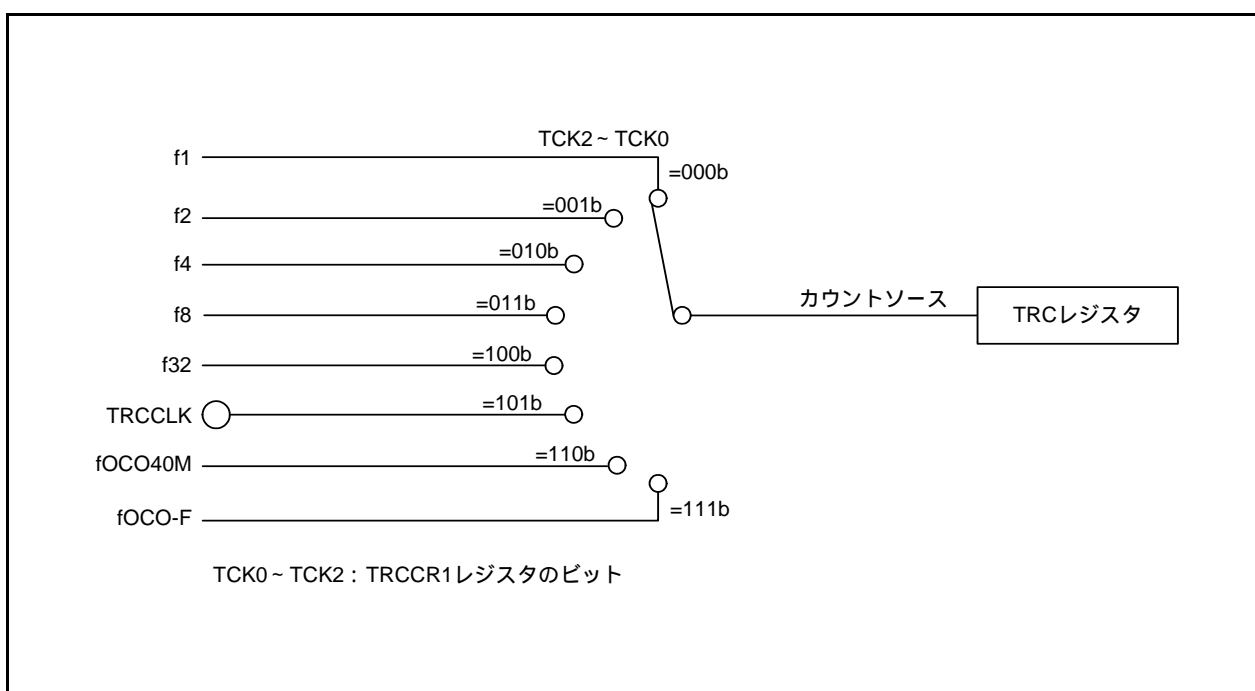 TCK2～TCK0
f1
=000b
f2
=001b
f4
=010b
f8
=011b
カウントソース
TRCレジスタ
f32
=100b
TRCCLK
=101b
fOCO40M
=110b
fOCO-F
=111b
TCK0～TCK2：TRCCR1レジスタのビット